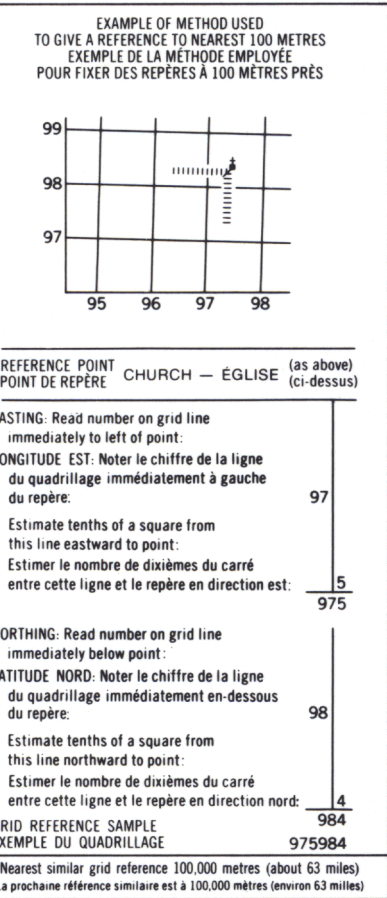 EXAMPLE OF METHOD USED
TO GIVE A REFERENCE TO NEAREST 100 METRES
EXEMPLE DE LA MÉTHODE EMPLOYÉE
POUR FIXER DES REPÈRES À 100 MÈTRES PRÈS
99
98
97
95 96 97 98
REFERENCE POINT
POINT DE REPÈRE
CHURCH — ÉGLISE
(as above)
(ci-dessus)
ASTING: Read number on grid line
immediately to left of point:
ONGITUDE EST: Noter le chiffre de la ligne
du quadrillage immédiatement à gauche
du repère: 97
Estimate tenths of a square from
this line eastward to point:
Estimer le nombre de dixièmes du carré
entre cette ligne et le repère en direction est: 5
975
ORTHING: Read number on grid line
immediately below point:
ATITUDE NORD: Noter le chiffre de la ligne
du quadrillage immédiatement en-dessous
du repère: 98
Estimate tenths of a square from
this line northward to point:
Estimer le nombre de dixièmes du carré
entre cette ligne et le repère en direction nord: 4
984
RID REFERENCE SAMPLE
XEMPLE DU QUADRILLAGE 975984
Nearest similar grid reference 100,000 metres (about 63 miles)
a prochaine référence similaire est à 100,000 mètres (environ 63 milles)